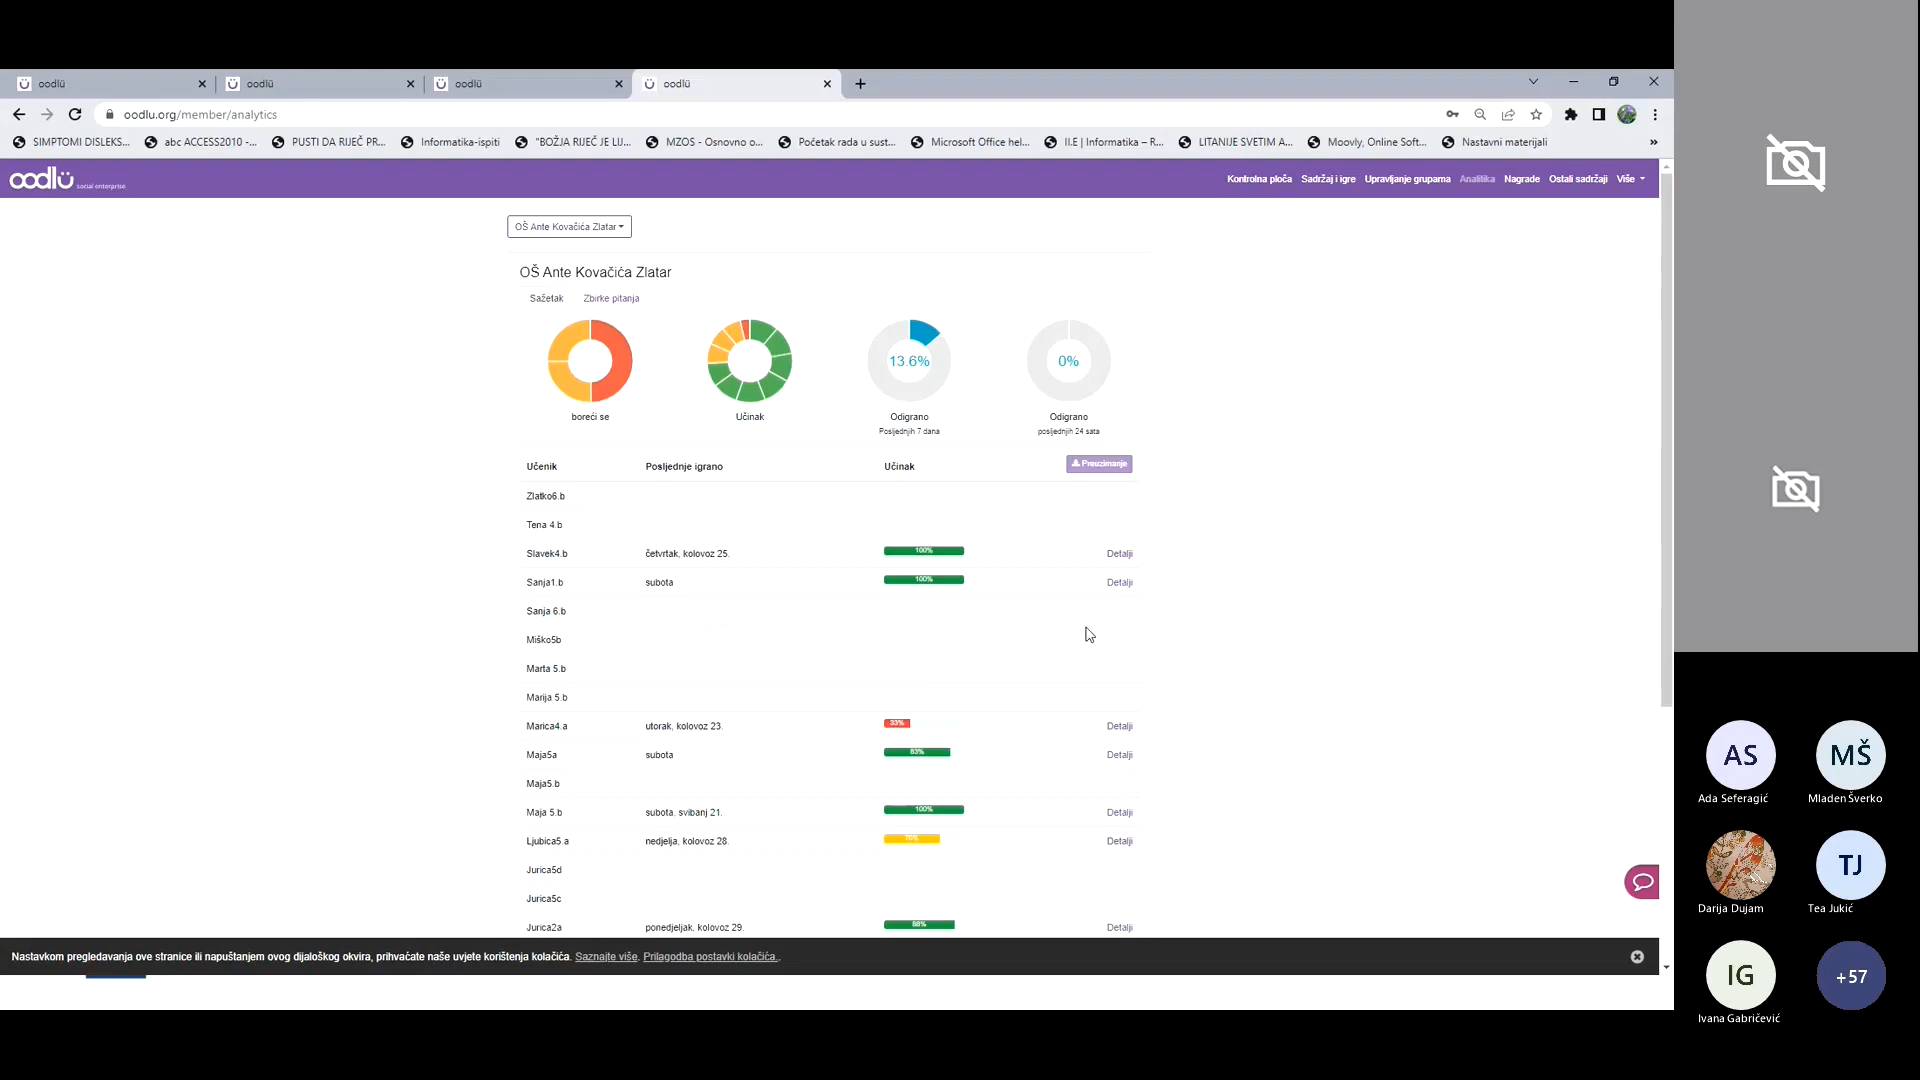 oodlü
oodlü
oodlü
oodlü
oodlu.org/member/analytics
SIMPTOMI DISLEKS...
abc ACCESS2010 -...
PUSTI DA RIJEČ PR...
Informatika-ispiti
"BOŽJA RIJEČ JE LIJ...
MZOS - Osnovno o...
Početak rada u sust...
Microsoft Office hel...
II.E | Informatika – R...
LITANIJE SVETIM A...
Moovly, Online Soft...
Nastavni materijali
»
oodlü social enterprise
Kontrolna ploča Sadržaj i igre Upravljanje grupama Analitika Nagrade Ostali sadržaji Više
OŠ Ante Kovačića Zlatar
OŠ Ante Kovačića Zlatar
Sažetak Zbirke pitanja
13.6% 0%
boreći se Učinak Odigrano Odigrano
Posljednjih 7 dana posljednjih 24 sata
Učenik Posljednje igrano Učinak Preuzimanje
Zlatko6.b
Tena 4.b
Slavek4.b četvrtak, kolovoz 25. 100% Detalji
Sanja1.b subota 100% Detalji
Sanja 6.b
Miško5b
Marta 5.b
Marija 5.b
Marica4.a utorak, kolovoz 23. 33% Detalji
Maja5a subota 83% Detalji
Maja5.b
Maja 5.b subota, svibanj 21. 100% Detalji
Ljubica5.a nedjelja, kolovoz 28. 70% Detalji
Jurica5d
Jurica5c
Jurica2a ponedjeljak, kolovoz 29. 88% Detalji
Nastavkom pregledavanja ove stranice ili napuštanjem ovog dijaloškog okvira, prihvaćate naše uvjete korištenja kolačića. Saznajte više. Prilagodba postavki kolačića..
AS MŠ
Ada Seferagić Mladen Šverko
TJ
Darija Dujam Tea Jukić
IG +57
Ivana Gabričević